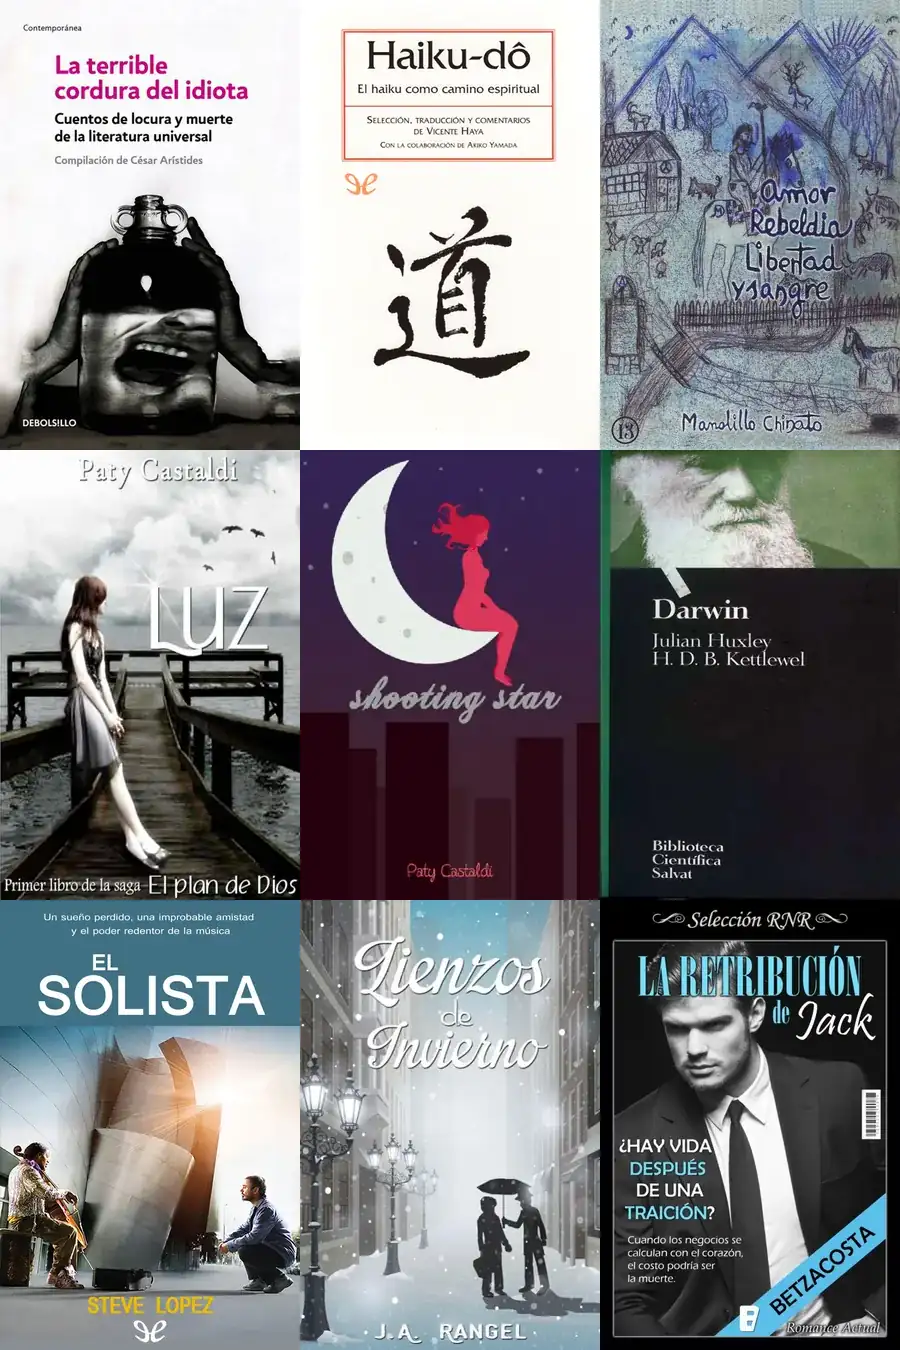 Contemporánea
La terrible
cordura del idiota
Cuentos de locura y muerte
de la literatura universal
Compilación de César Arístides
DEBOLS!LLO
Haiku-dô
El haiku como camino espiritual
Selección, traducción y comentarios
de Vicente Haya
Con la colaboración de Akiko Yamada
道
Amor
Rebeldía
Libertad
y sangre
13
Manolillo Chinato
Paty Castaldi
LUZ
Primer libro de la saga El plan de Dios
shooting star
Paty Castaldi
Darwin
Julian Huxley
H. D. B. Kettlewel
Biblioteca
Científica
Salvat
Un sueño perdido, una improbable amistad
y el poder redentor de la música
EL
SOLISTA
STEVE LOPEZ
Lienzos
de
Invierno
J.A. RANGEL
Selección RNR
LA RETRIBUCIÓN
de Jack
¿HAY VIDA
DESPUÉS
DE UNA
TRAICIÓN?
Cuando los negocios se
calculan con el corazón,
el costo podría ser
la muerte.
BETZACOSTA
B
Romance Actual